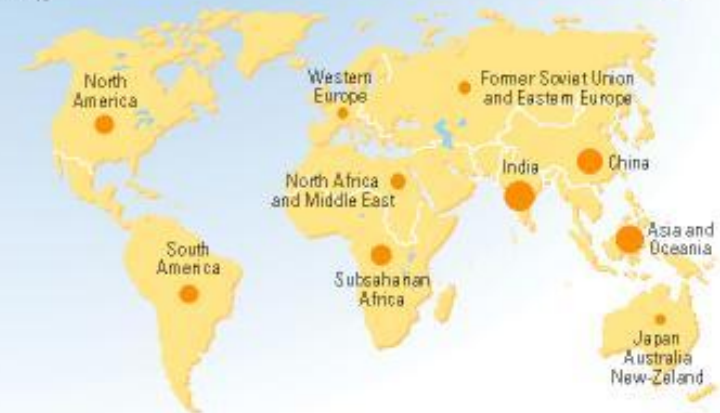 North
America
Western
Europe
Former Soviet Union
and Eastern Europe
India
China
North Africa
and Middle East
Asia and
Oceania
South
America
Subsaharian
Africa
Japan
Australia
New-Zeland